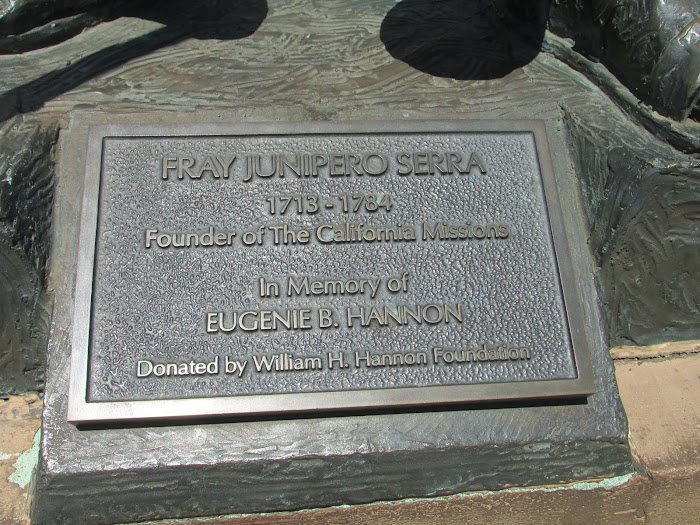 FRAY JUNIPERO SERRA
1713 - 1784
Founder of The California Missions
In Memory of
EUGENIE B. HANNON
Donated by William H. Hannon Foundation